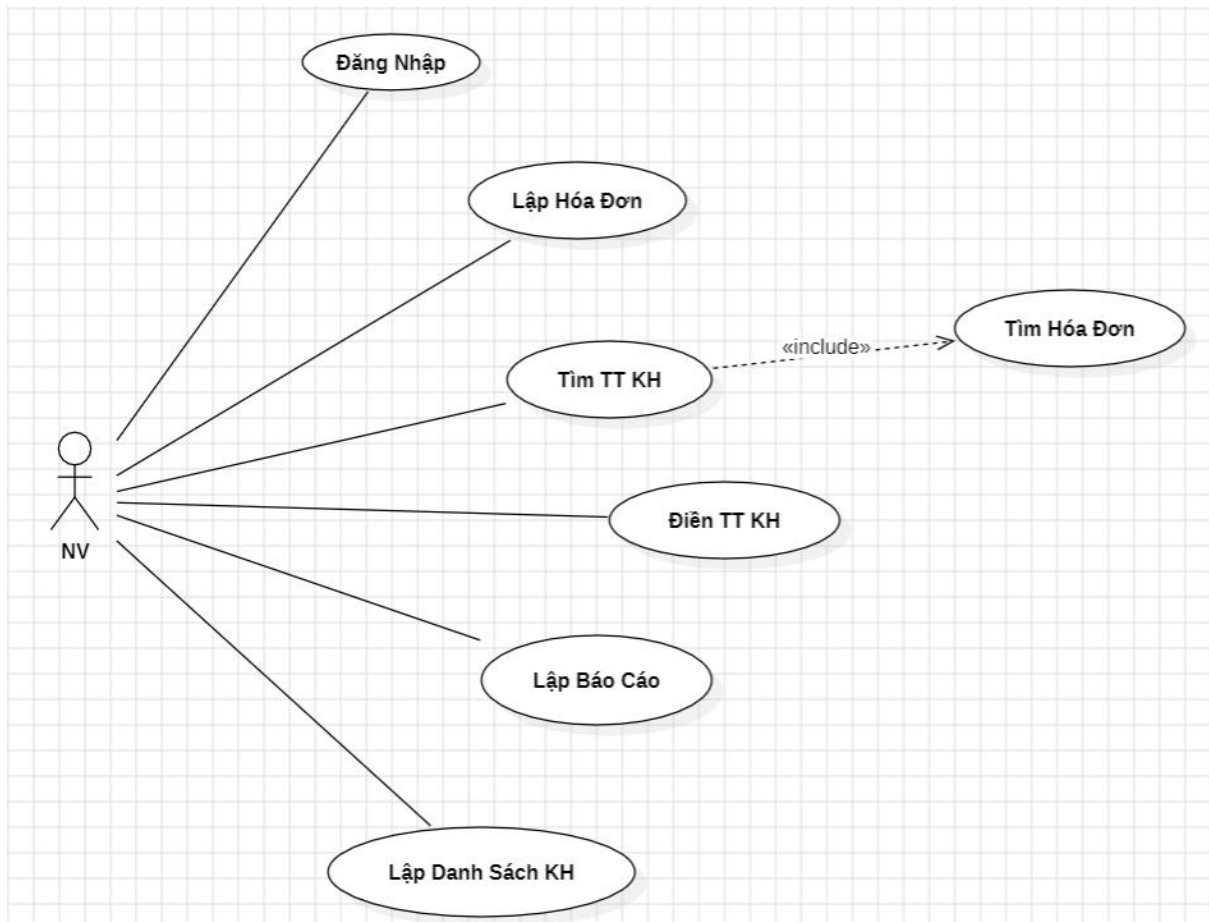 Đăng Nhập
Lập Hóa Đơn
Tìm Hóa Đơn
«include»
Tìm TT KH
Điền TT KH
NV
Lập Báo Cáo
Lập Danh Sách KH